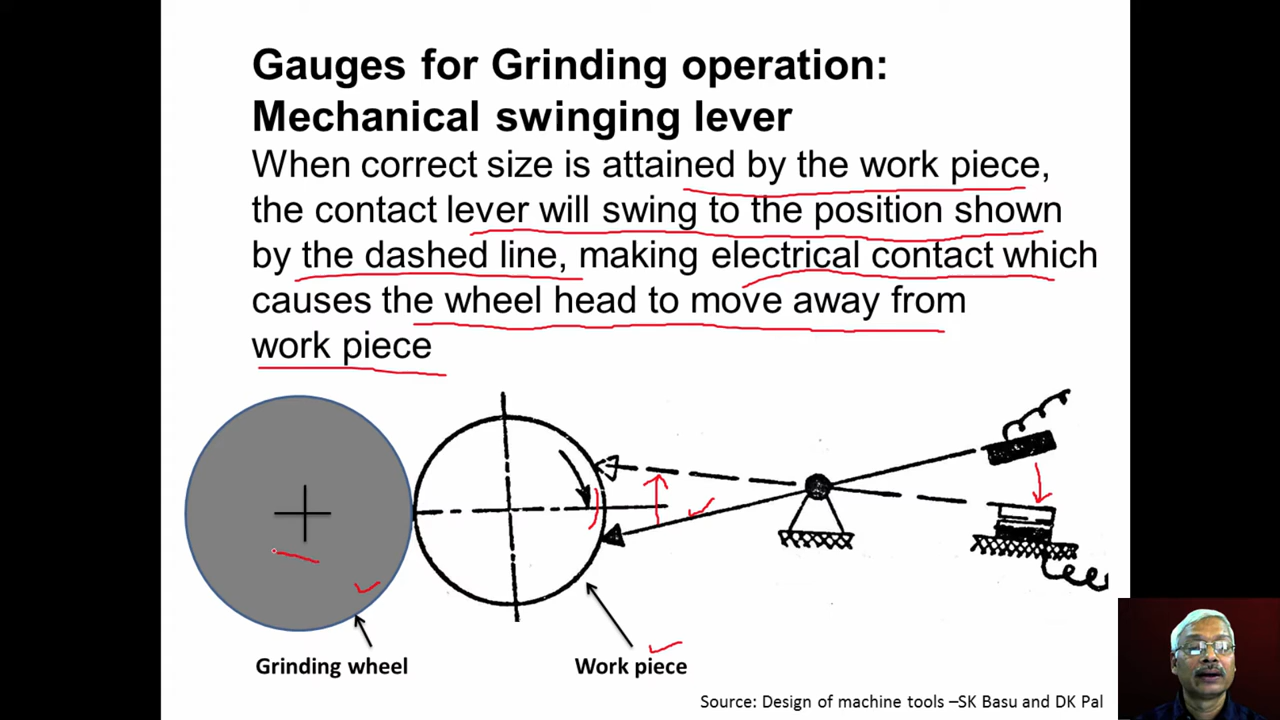 Gauges for Grinding operation:
Mechanical swinging lever
When correct size is attained by the work piece,
the contact lever will swing to the position shown
by the dashed line, making electrical contact which
causes the wheel head to move away from
work piece
Grinding wheel
Work piece
Source: Design of machine tools –SK Basu and DK Pal